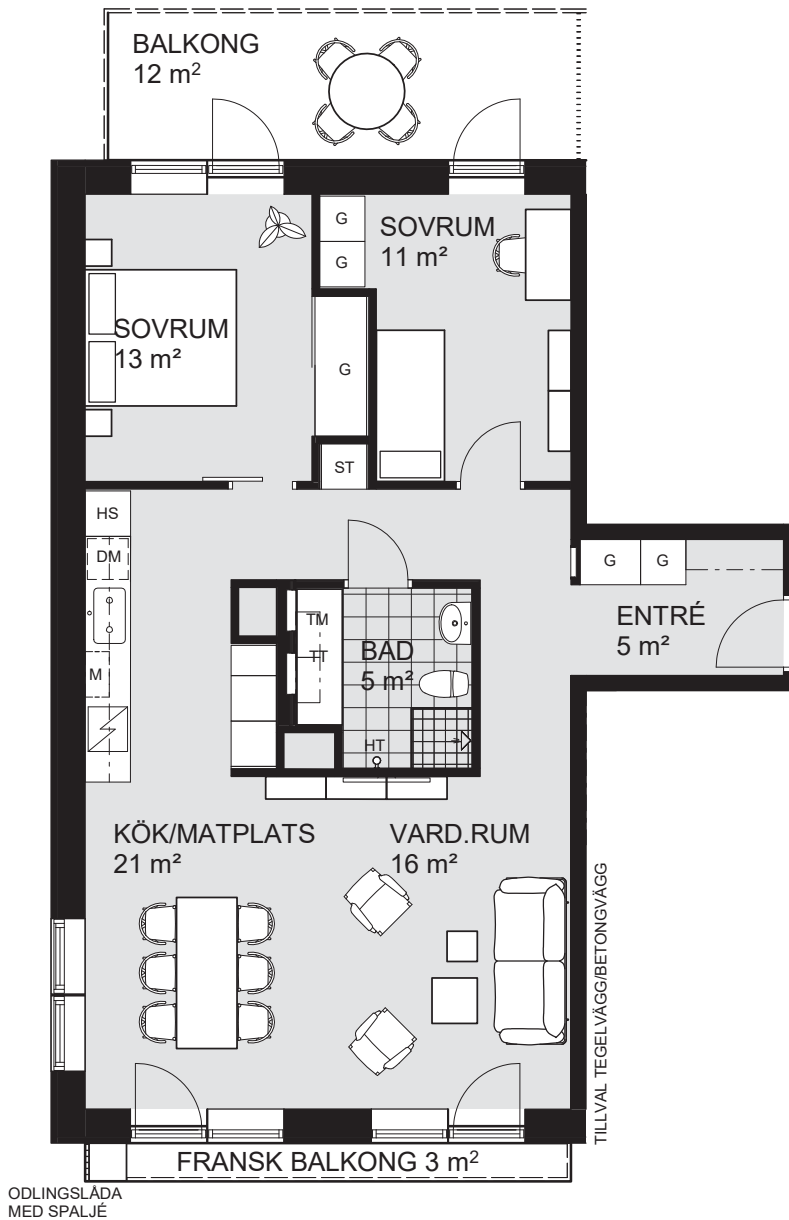 BALKONG
12 m²
G
G
SOVRUM
11 m²
SOVRUM
13 m²
G
ST
HS
DM
G
G
ENTRÉ
5 m²
TM
TT
BAD
5 m²
M
HT
KÖK/MATPLATS
21 m²
VARD.RUM
16 m²
TILLVAL TEGELVÄGG/BETONGVÄGG
FRANSK BALKONG 3 m²
ODLINGSLÅDA
MED SPALJÉ